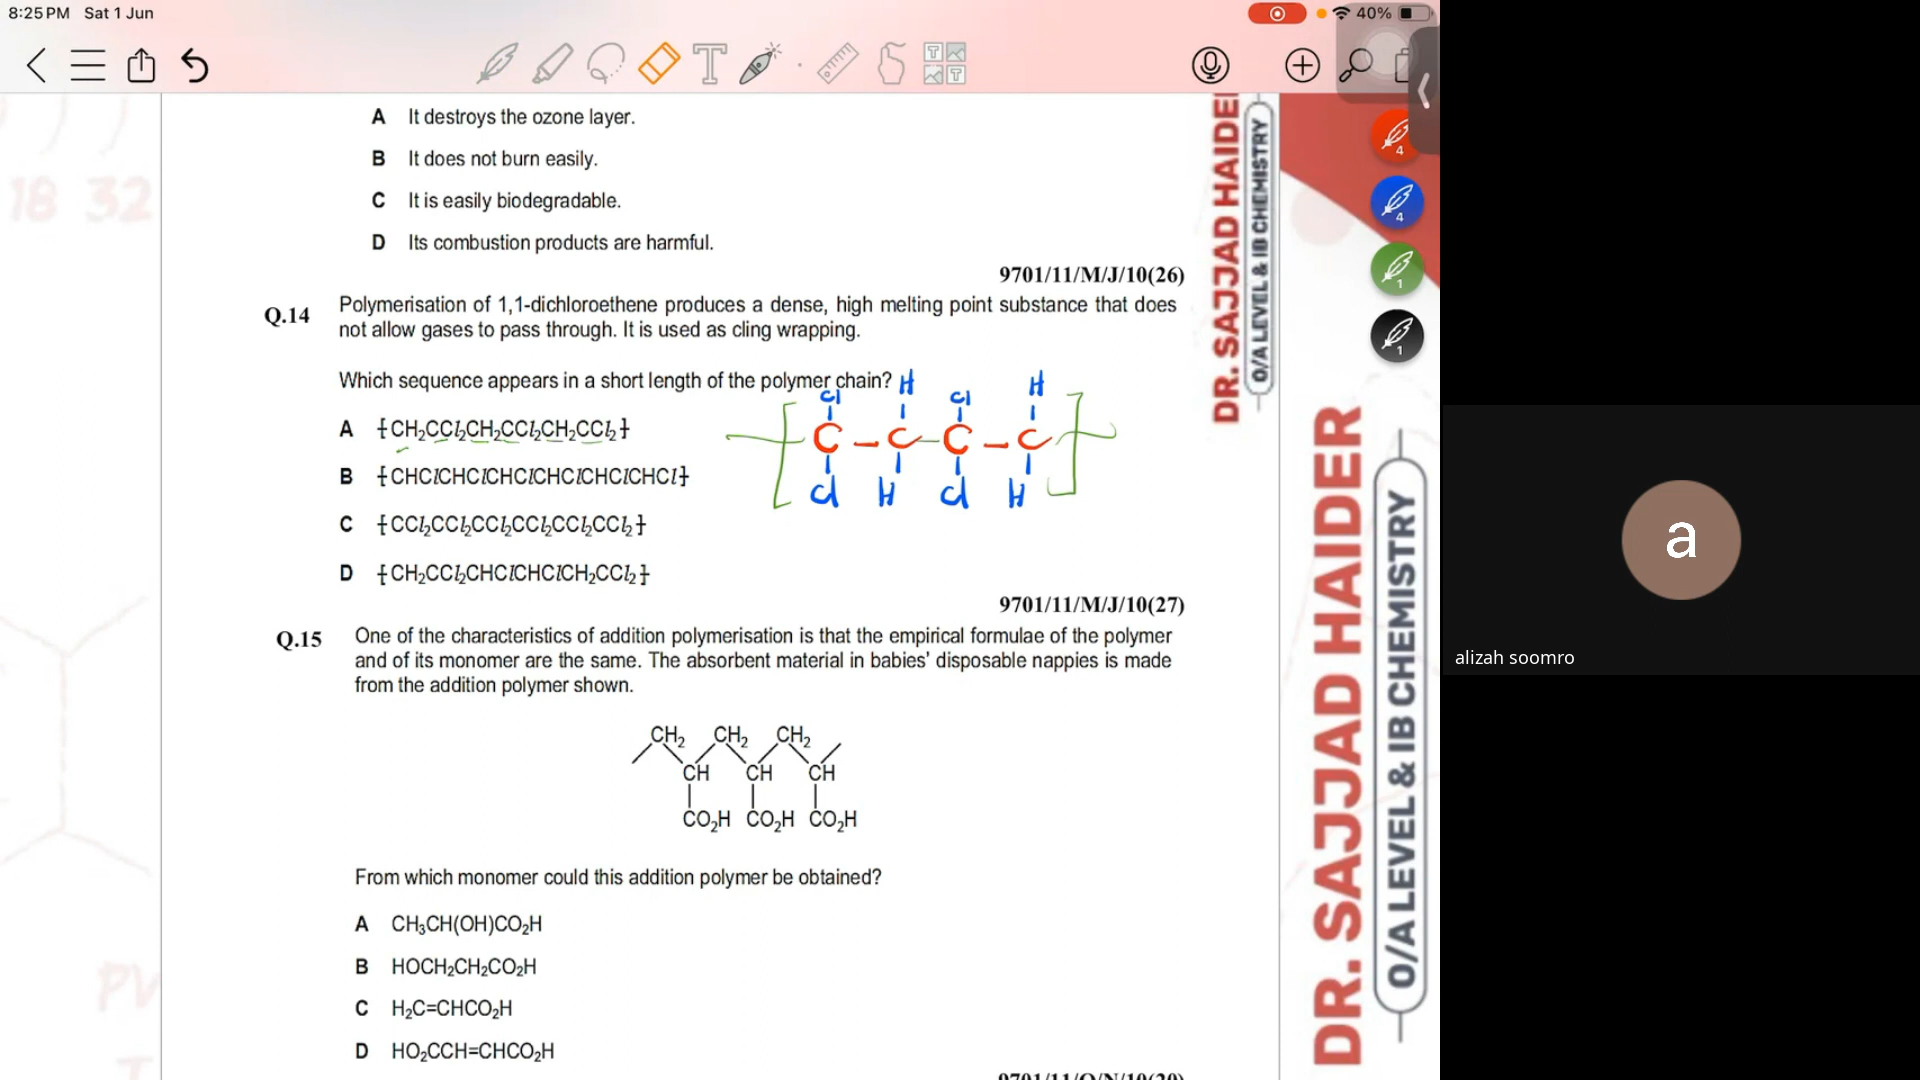 8:25 PM Sat 1 Jun
40%
A It destroys the ozone layer.
B It does not burn easily.
C It is easily biodegradable.
D Its combustion products are harmful.
9701/11/M/J/10(26)
Q.14 Polymerisation of 1,1-dichloroethene produces a dense, high melting point substance that does
not allow gases to pass through. It is used as cling wrapping.
Which sequence appears in a short length of the polymer chain?
A {CH₂CCl₂CH₂CCl₂CH₂CCl₂}
B {CHClCHClCHClCHClCHClCHCl}
C {CCl₂CCl₂CCl₂CCl₂CCl₂CCl₂}
D {CH₂CCl₂CHClCHClCH₂CCl₂}
Cl H Cl H
C – C – C – C
Cl H Cl H
9701/11/M/J/10(27)
Q.15 One of the characteristics of addition polymerisation is that the empirical formulae of the polymer
and of its monomer are the same. The absorbent material in babies' disposable nappies is made
from the addition polymer shown.
CH₂ CH₂ CH₂
CH CH CH
CO₂H CO₂H CO₂H
From which monomer could this addition polymer be obtained?
A CH₃CH(OH)CO₂H
B HOCH₂CH₂CO₂H
C H₂C=CHCO₂H
D HO₂CCH=CHCO₂H
DR. SAJJAD HAIDER
O/A LEVEL & IB CHEMISTRY
DR. SAJJAD HAIDER
O/A LEVEL & IB CHEMISTRY
4
4
1
1
18 32
a
alizah soomro